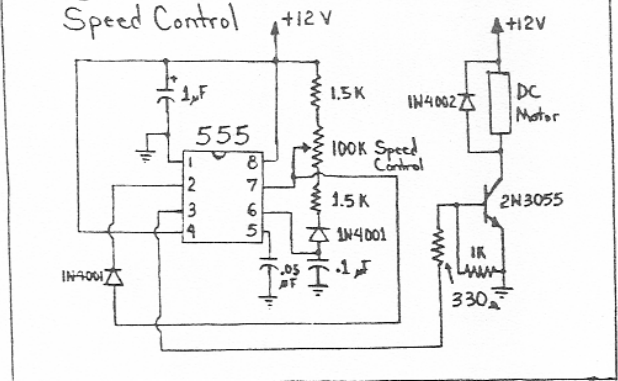 Speed Control
+12V
+12V
1µF
1.5K
1N4002
DC
Motor
555
100K Speed
Control
1 8
2 7
3 6
4 5
1.5K
2N3055
1N4001
1N4001
.05
µF
.1µF
1K
330Ω